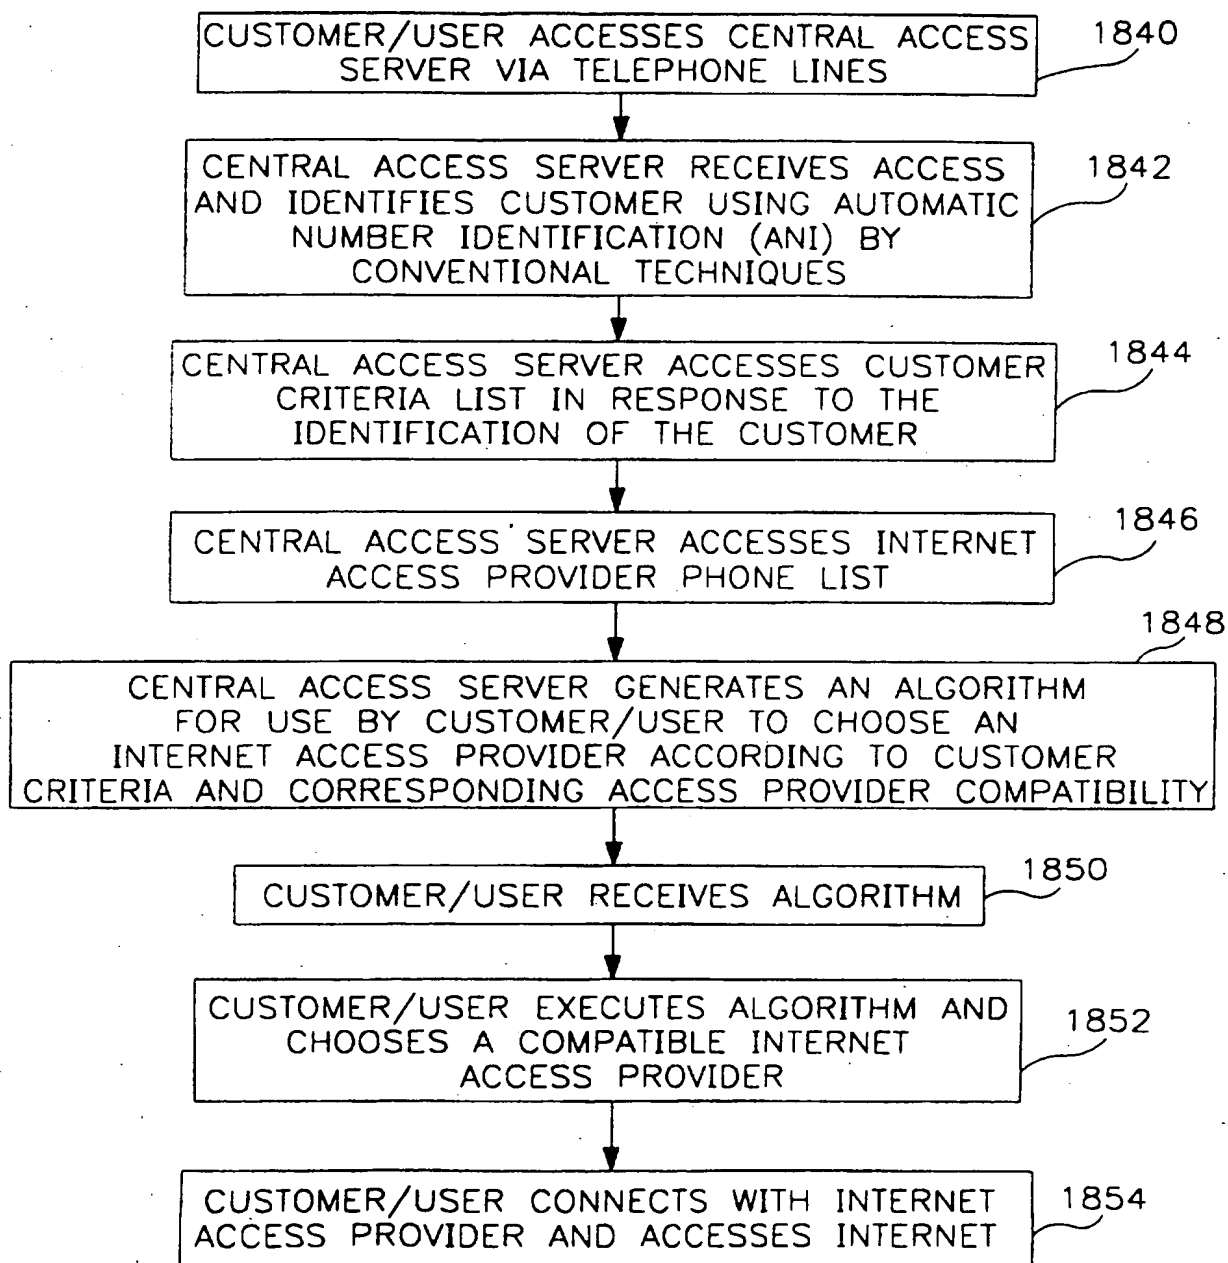 CUSTOMER/USER ACCESSES CENTRAL ACCESS
SERVER VIA TELEPHONE LINES
1840
CENTRAL ACCESS SERVER RECEIVES ACCESS
AND IDENTIFIES CUSTOMER USING AUTOMATIC
NUMBER IDENTIFICATION (ANI) BY
CONVENTIONAL TECHNIQUES
1842
CENTRAL ACCESS SERVER ACCESSES CUSTOMER
CRITERIA LIST IN RESPONSE TO THE
IDENTIFICATION OF THE CUSTOMER
1844
CENTRAL ACCESS SERVER ACCESSES INTERNET
ACCESS PROVIDER PHONE LIST
1846
CENTRAL ACCESS SERVER GENERATES AN ALGORITHM
FOR USE BY CUSTOMER/USER TO CHOOSE AN
INTERNET ACCESS PROVIDER ACCORDING TO CUSTOMER
CRITERIA AND CORRESPONDING ACCESS PROVIDER COMPATIBILITY
1848
CUSTOMER/USER RECEIVES ALGORITHM
1850
CUSTOMER/USER EXECUTES ALGORITHM AND
CHOOSES A COMPATIBLE INTERNET
ACCESS PROVIDER
1852
CUSTOMER/USER CONNECTS WITH INTERNET
ACCESS PROVIDER AND ACCESSES INTERNET
1854